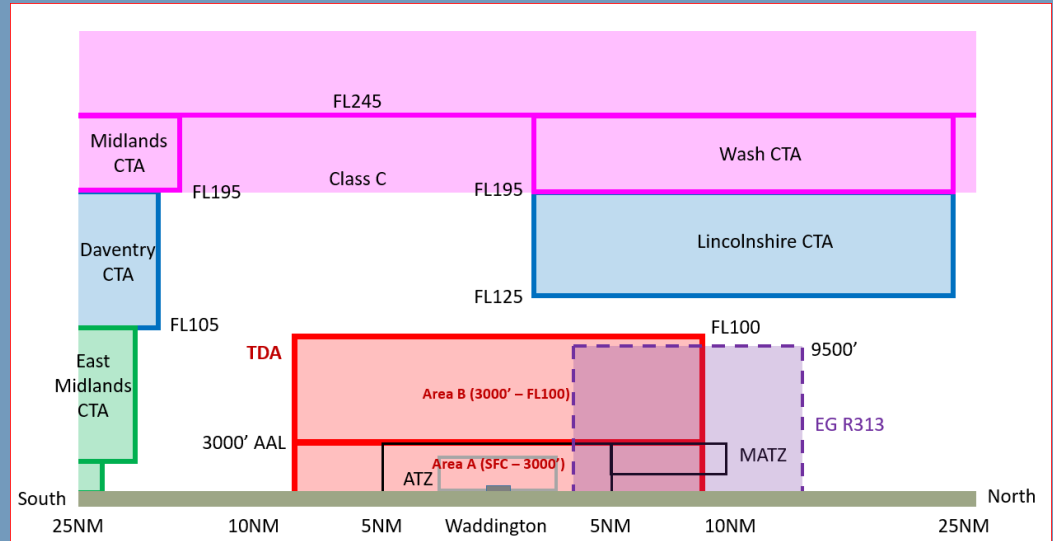 FL245
Midlands
CTA
Wash CTA
Class C
FL195
FL195
Daventry
CTA
Lincolnshire CTA
FL125
FL105
FL100
TDA
9500’
East
Midlands
CTA
Area B (3000’ – FL100)
EG R313
3000’ AAL
MATZ
Area A (SFC – 3000’)
ATZ
South
North
25NM
10NM
5NM
Waddington
5NM
10NM
25NM